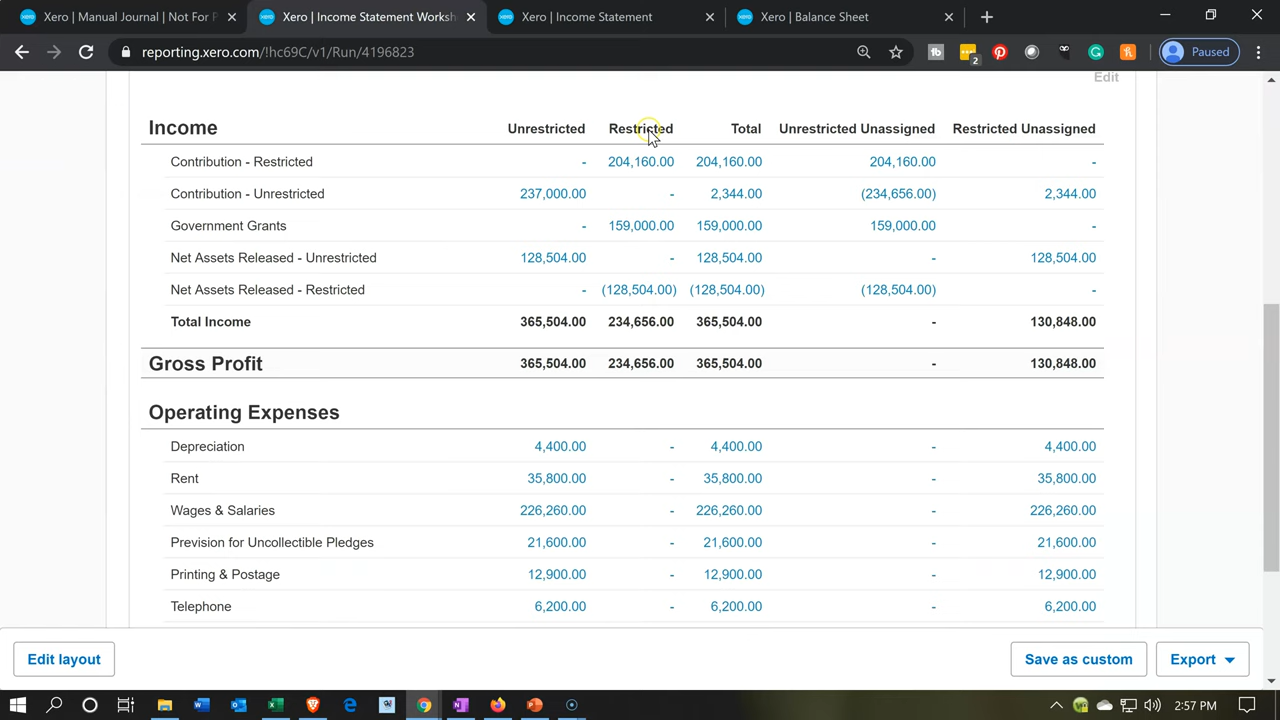 Xero | Manual Journal | Not For P
Xero | Income Statement Worksh
Xero | Income Statement
Xero | Balance Sheet
reporting.xero.com/!hc69C/v1/Run/4196823
2
Paused
Edit
Income Unrestricted Restricted Total Unrestricted Unassigned Restricted Unassigned
Contribution - Restricted - 204,160.00 204,160.00 204,160.00 -
Contribution - Unrestricted 237,000.00 - 2,344.00 (234,656.00) 2,344.00
Government Grants - 159,000.00 159,000.00 159,000.00 -
Net Assets Released - Unrestricted 128,504.00 - 128,504.00 - 128,504.00
Net Assets Released - Restricted - (128,504.00) (128,504.00) (128,504.00) -
Total Income 365,504.00 234,656.00 365,504.00 - 130,848.00
Gross Profit 365,504.00 234,656.00 365,504.00 - 130,848.00
Operating Expenses
Depreciation 4,400.00 - 4,400.00 - 4,400.00
Rent 35,800.00 - 35,800.00 - 35,800.00
Wages & Salaries 226,260.00 - 226,260.00 - 226,260.00
Prevision for Uncollectible Pledges 21,600.00 - 21,600.00 - 21,600.00
Printing & Postage 12,900.00 - 12,900.00 - 12,900.00
Telephone 6,200.00 - 6,200.00 - 6,200.00
Edit layout
Save as custom
Export
2:57 PM